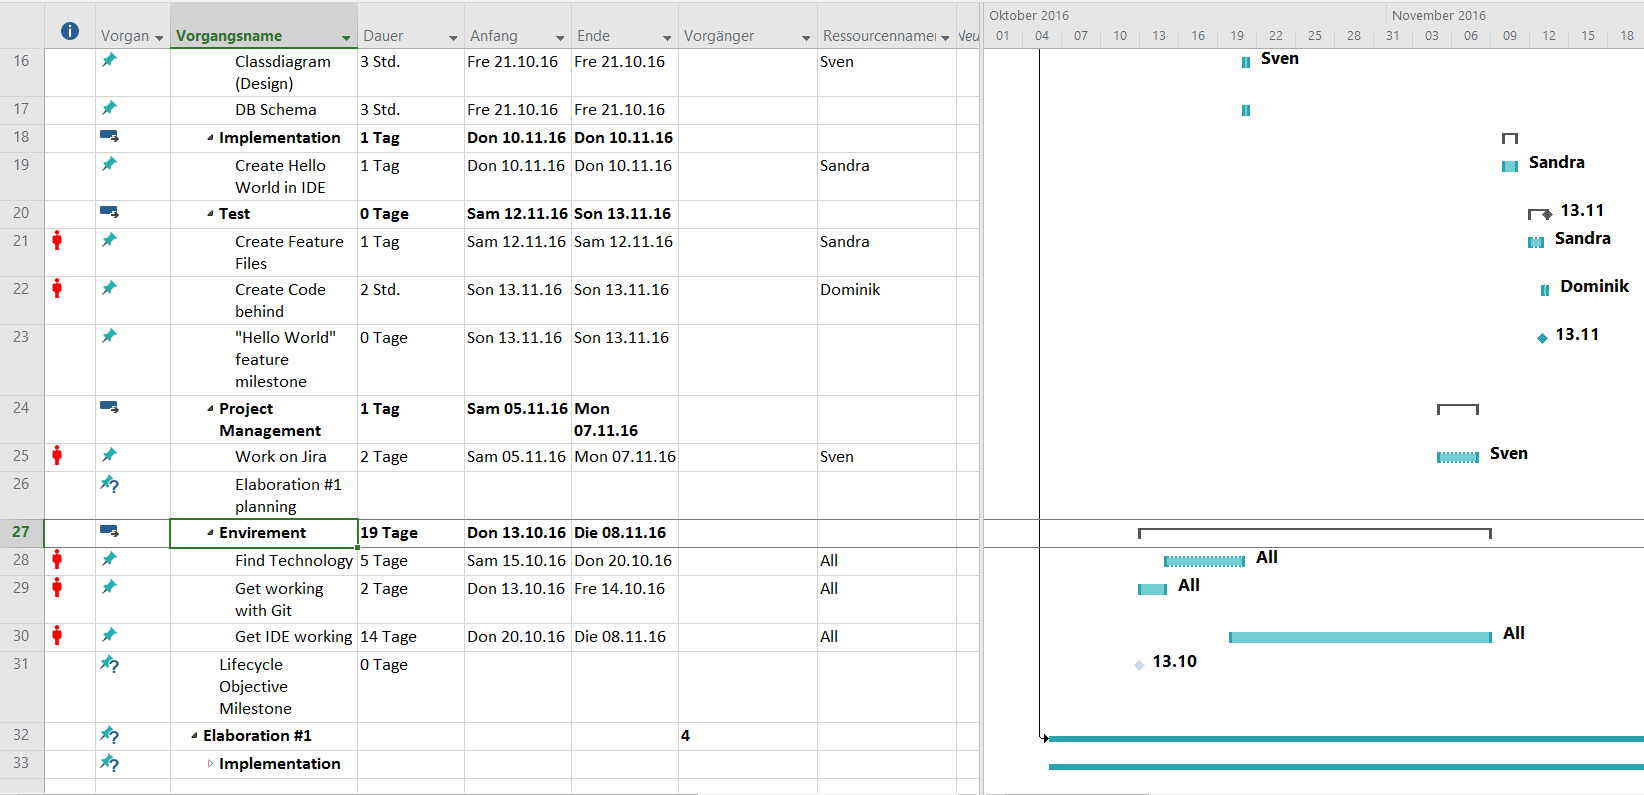 Oktober 2016 November 2016
Vorgan Vorgangsname Dauer Anfang Ende Vorgänger Ressourcenname Neu 01 04 07 10 13 16 19 22 25 28 31 03 06 09 12 15 18
16 Classdiagram 3 Std. Fre 21.10.16 Fre 21.10.16 Sven Sven
(Design)
17 DB Schema 3 Std. Fre 21.10.16 Fre 21.10.16
18 Implementation 1 Tag Don 10.11.16 Don 10.11.16
19 Create Hello 1 Tag Don 10.11.16 Don 10.11.16 Sandra Sandra
World in IDE
20 Test 0 Tage Sam 12.11.16 Son 13.11.16 13.11
21 Create Feature 1 Tag Sam 12.11.16 Sam 12.11.16 Sandra Sandra
Files
22 Create Code 2 Std. Son 13.11.16 Son 13.11.16 Dominik Dominik
behind
23 "Hello World" 0 Tage Son 13.11.16 Son 13.11.16 13.11
feature
milestone
24 Project 1 Tag Sam 05.11.16 Mon
Management 07.11.16
25 Work on Jira 2 Tage Sam 05.11.16 Mon 07.11.16 Sven Sven
26 Elaboration #1
planning
27 Envirement 19 Tage Don 13.10.16 Die 08.11.16
28 Find Technology 5 Tage Sam 15.10.16 Don 20.10.16 All All
29 Get working 2 Tage Don 13.10.16 Fre 14.10.16 All All
with Git
30 Get IDE working 14 Tage Don 20.10.16 Die 08.11.16 All All
31 Lifecycle 0 Tage 13.10
Objective
Milestone
32 Elaboration #1 4
33 Implementation